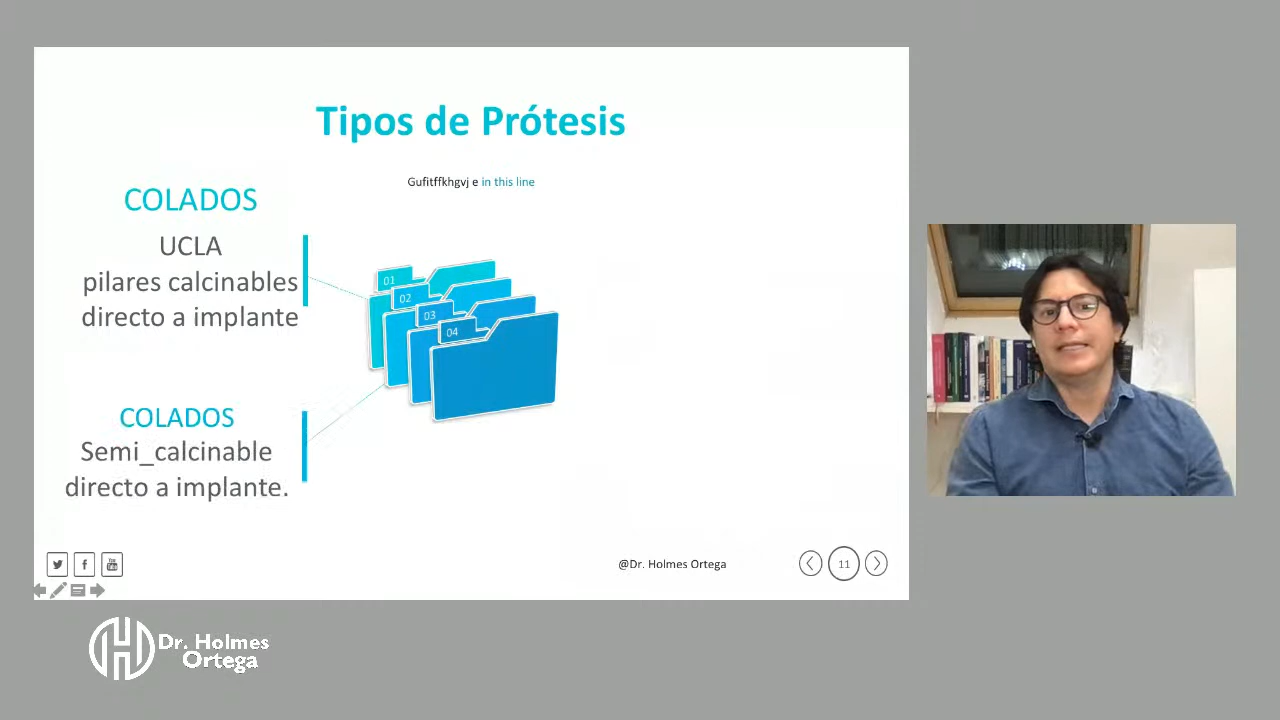 Tipos de Prótesis
Gufitffkhgvj e in this line
COLADOS
UCLA
pilares calcinables
directo a implante
01
02
03
04
COLADOS
Semi_calcinable
directo a implante.
@Dr. Holmes Ortega
11
Dr. Holmes
Ortega